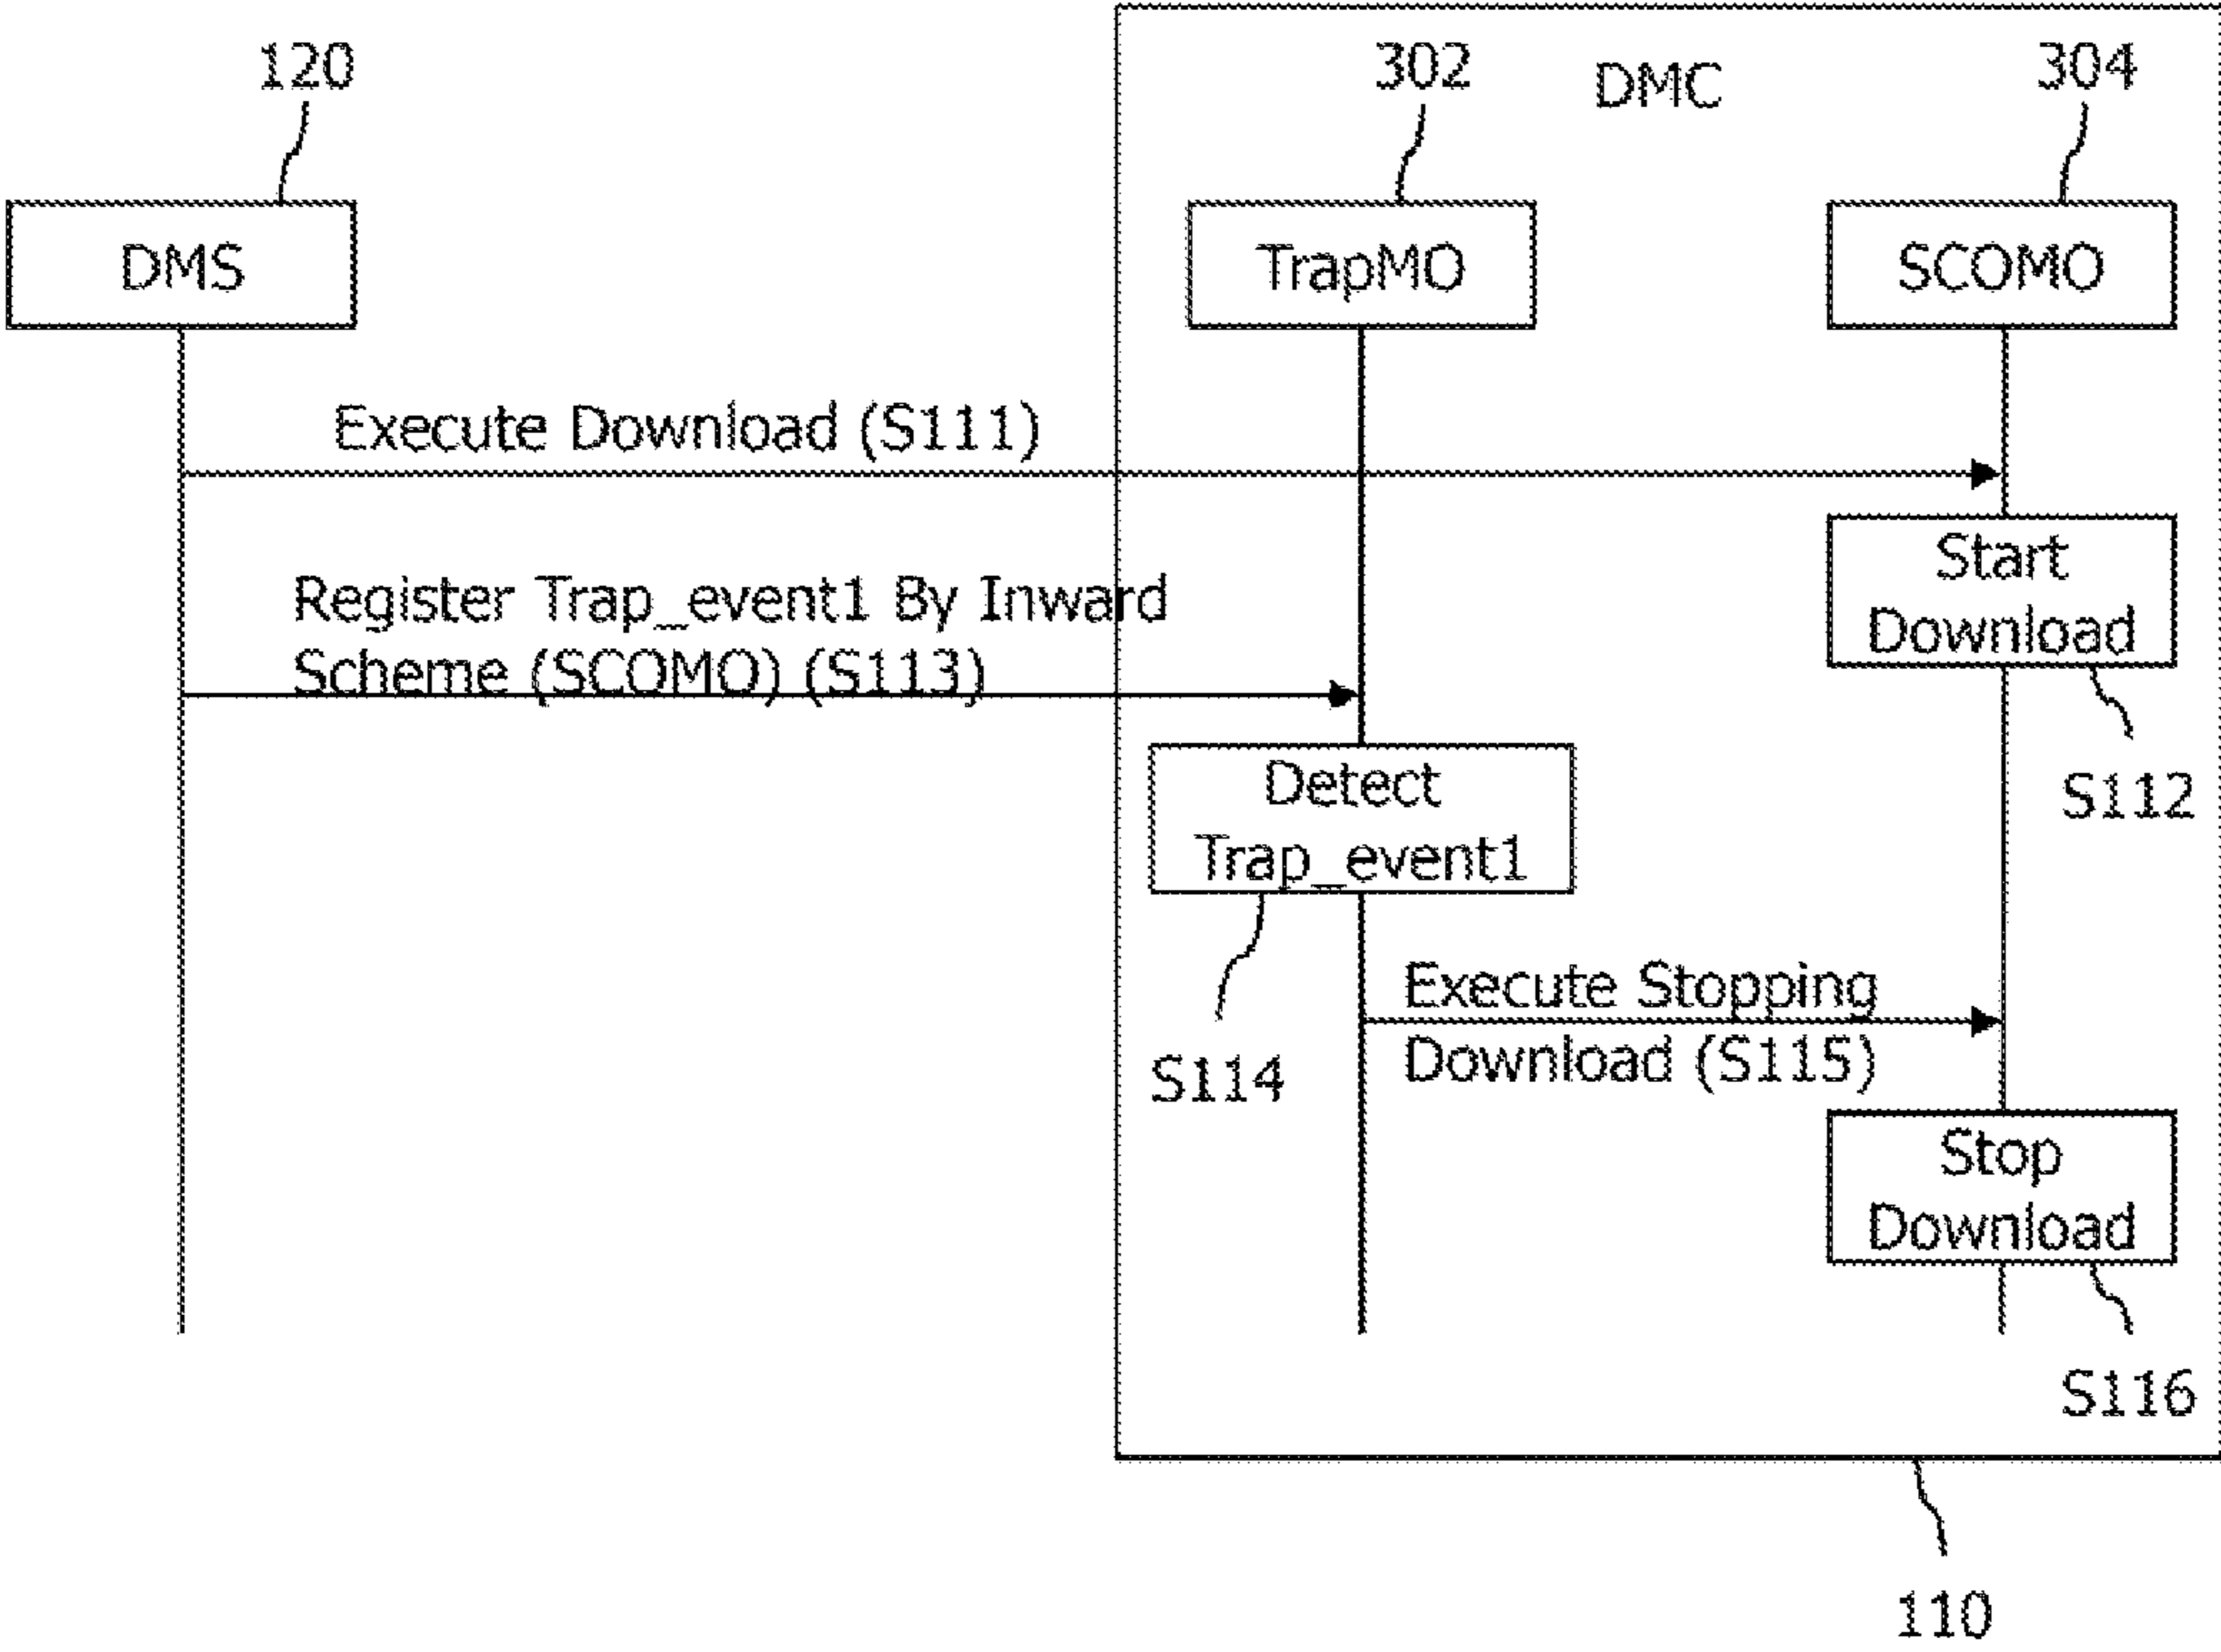 120
302
DMC
304
DMS
TrapMO
SCOMO
Execute Download (S111)
Start
Download
Register Trap_event1 By Inward
Scheme (SCOMO) (S113)
S112
Detect
Trap_event1
Execute Stopping
Download (S115)
S114
Stop
Download
S116
110